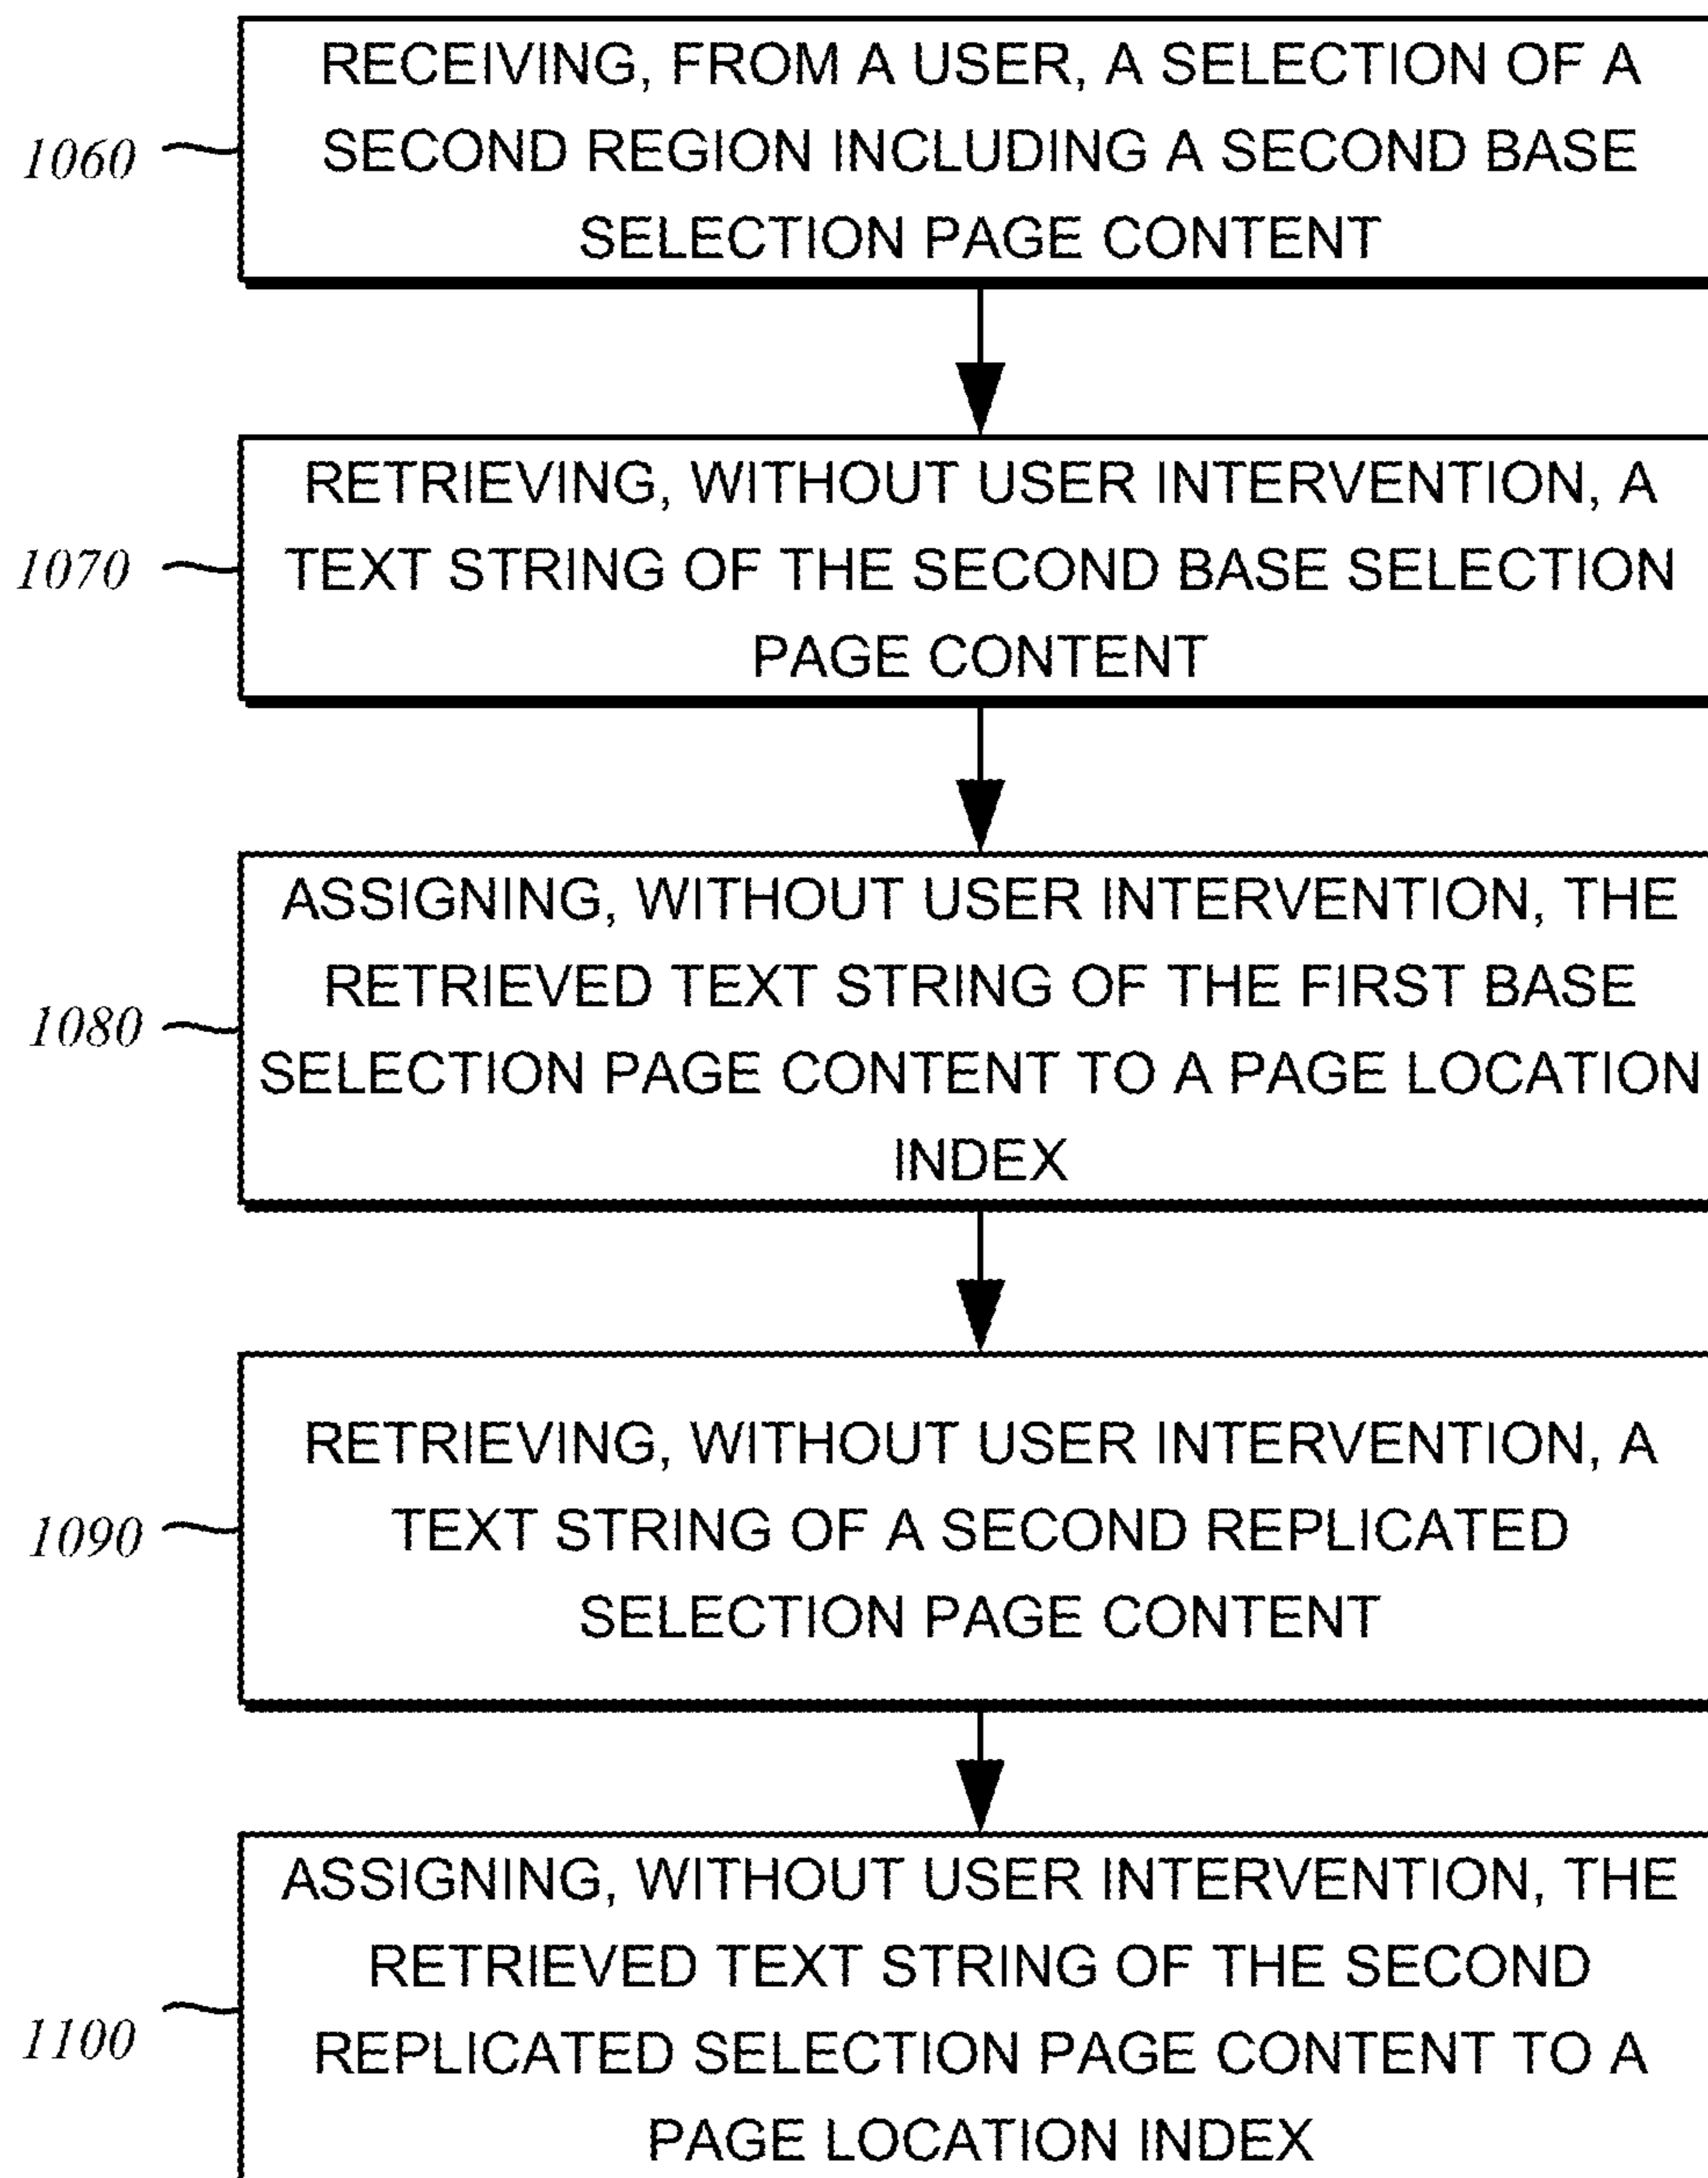 RECEIVING, FROM A USER, A SELECTION OF A
1060
SECOND REGION INCLUDING A SECOND BASE
SELECTION PAGE CONTENT
RETRIEVING, WITHOUT USER INTERVENTION, A
1070
TEXT STRING OF THE SECOND BASE SELECTION
PAGE CONTENT
ASSIGNING, WITHOUT USER INTERVENTION, THE
RETRIEVED TEXT STRING OF THE FIRST BASE
1080
SELECTION PAGE CONTENT TO A PAGE LOCATION
INDEX
RETRIEVING, WITHOUT USER INTERVENTION, A
1090
TEXT STRING OF A SECOND REPLICATED
SELECTION PAGE CONTENT
ASSIGNING, WITHOUT USER INTERVENTION, THE
RETRIEVED TEXT STRING OF THE SECOND
1100
REPLICATED SELECTION PAGE CONTENT TO A
PAGE LOCATION INDEX